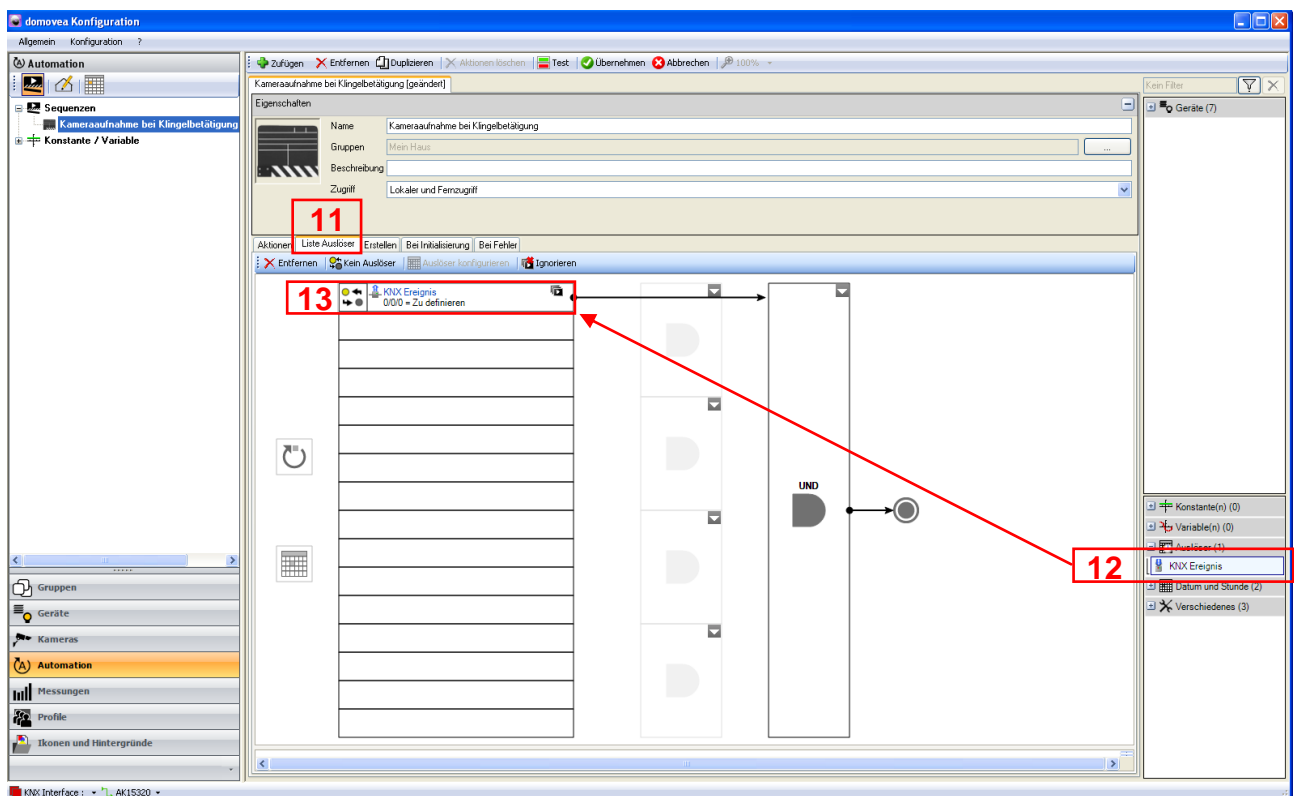 domovea Konfiguration
Allgemein Konfiguration ?
Automation
Sequenzen
Kameraaufnahme bei Klingelbetätigung
Konstante / Variable
Gruppen
Geräte
Kameras
Automation
Messungen
Profile
Ikonen und Hintergründe
Zufügen Entfernen Duplizieren Aktionen löschen Test Übernehmen Abbrechen 100%
Kameraaufnahme bei Klingelbetätigung [geändert]
Eigenschaften
Name Kameraaufnahme bei Klingelbetätigung
Gruppen Mein Haus ...
Beschreibung
Zugriff Lokaler und Fernzugriff
11
Aktionen Liste Auslöser Erstellen Bei Initialisierung Bei Fehler
Entfernen Kein Auslöser Auslöser konfigurieren Ignorieren
13
KNX Ereignis
0/0/0 = Zu definieren
UND
Kein Filter
Geräte (7)
Konstante(n) (0)
Variable(n) (0)
Auslöser (1)
12
KNX Ereignis
Datum und Stunde (2)
Verschiedenes (3)
KNX Interface : AK15320